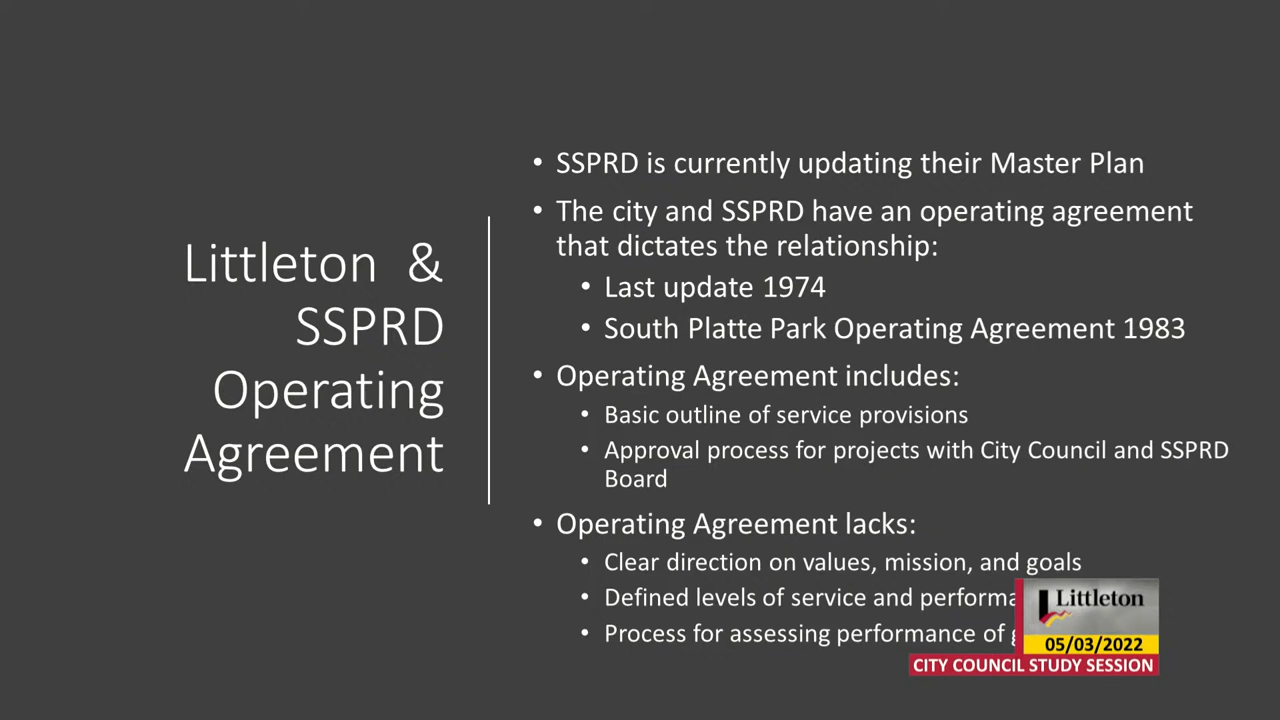 Littleton &
SSPRD
Operating
Agreement
• SSPRD is currently updating their Master Plan
• The city and SSPRD have an operating agreement
that dictates the relationship:
• Last update 1974
• South Platte Park Operating Agreement 1983
• Operating Agreement includes:
• Basic outline of service provisions
• Approval process for projects with City Council and SSPRD
Board
• Operating Agreement lacks:
• Clear direction on values, mission, and goals
• Defined levels of service and
• Process for assessing performance of
Littleton
05/03/2022
CITY COUNCIL STUDY SESSION